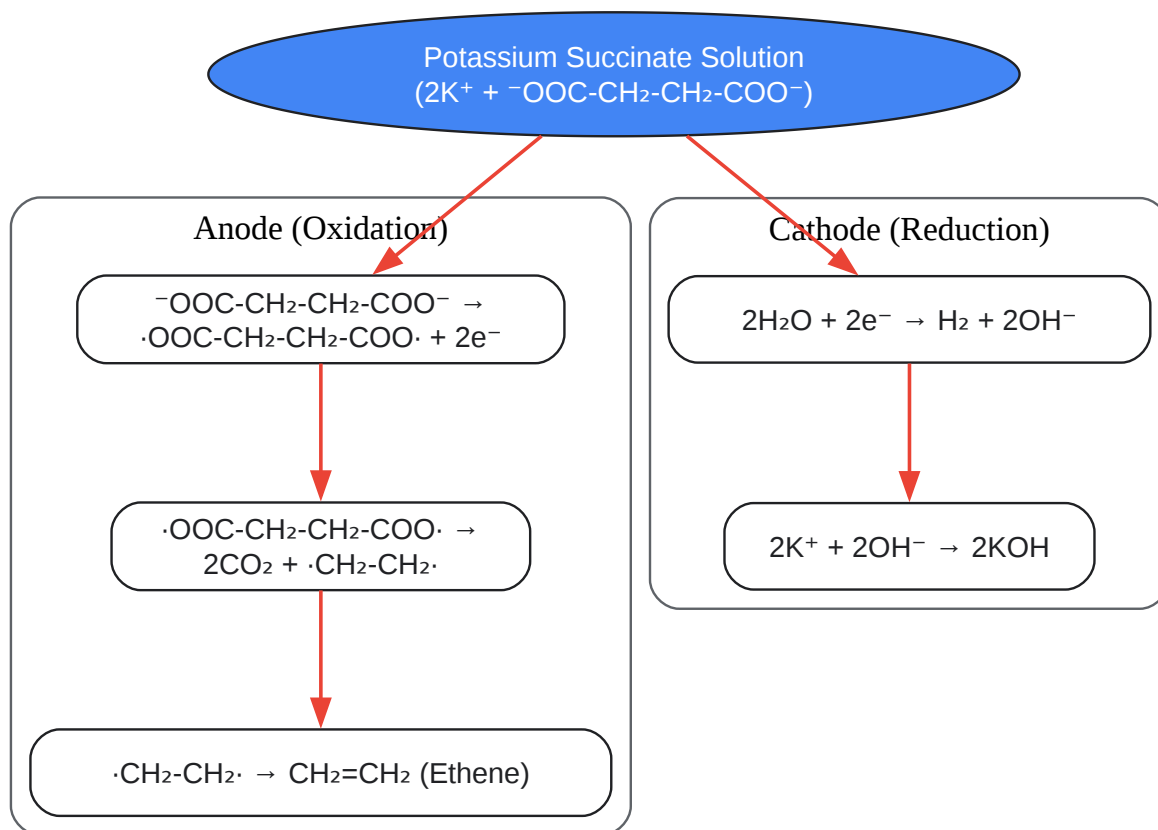 Potassium Succinate Solution
(2K⁺ + ⁻OOC-CH₂-CH₂-COO⁻)
Anode (Oxidation)
⁻OOC-CH₂-CH₂-COO⁻ →
·OOC-CH₂-CH₂-COO· + 2e⁻
·OOC-CH₂-CH₂-COO· →
2CO₂ + ·CH₂-CH₂·
·CH₂-CH₂· → CH₂=CH₂ (Ethene)
Cathode (Reduction)
2H₂O + 2e⁻ → H₂ + 2OH⁻
2K⁺ + 2OH⁻ → 2KOH